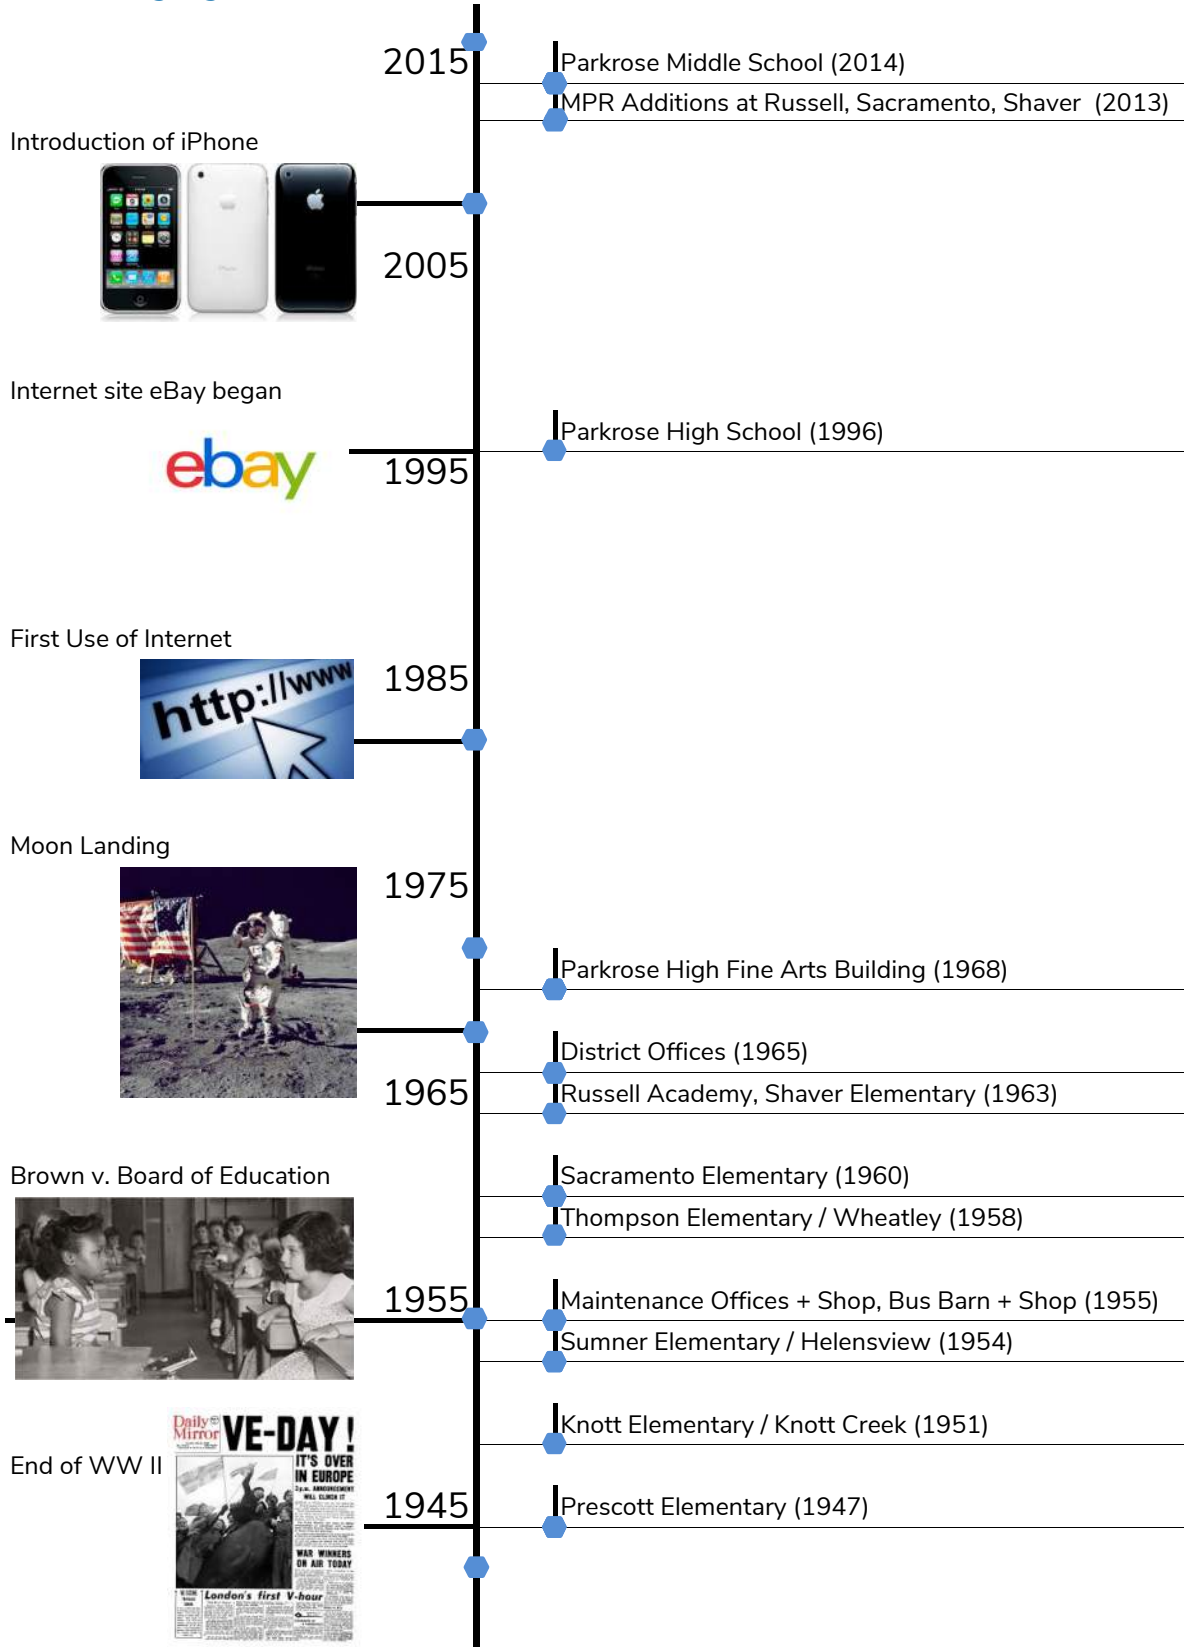 2015
Parkrose Middle School (2014)
MPR Additions at Russell, Sacramento, Shaver (2013)
Introduction of iPhone
2005
Internet site eBay began
ebay
Parkrose High School (1996)
1995
First Use of Internet
http://www
1985
Moon Landing
1975
Parkrose High Fine Arts Building (1968)
District Offices (1965)
Russell Academy, Shaver Elementary (1963)
1965
Brown v. Board of Education
Sacramento Elementary (1960)
Thompson Elementary / Wheatley (1958)
1955
Maintenance Offices + Shop, Bus Barn + Shop (1955)
Sumner Elementary / Helensview (1954)
Knott Elementary / Knott Creek (1951)
Daily
Mirror
VE-DAY!
IT'S OVER
IN EUROPE
End of WW II
1945
Prescott Elementary (1947)
WAR WINNERS
ON AIR TODAY
London's first V-hour